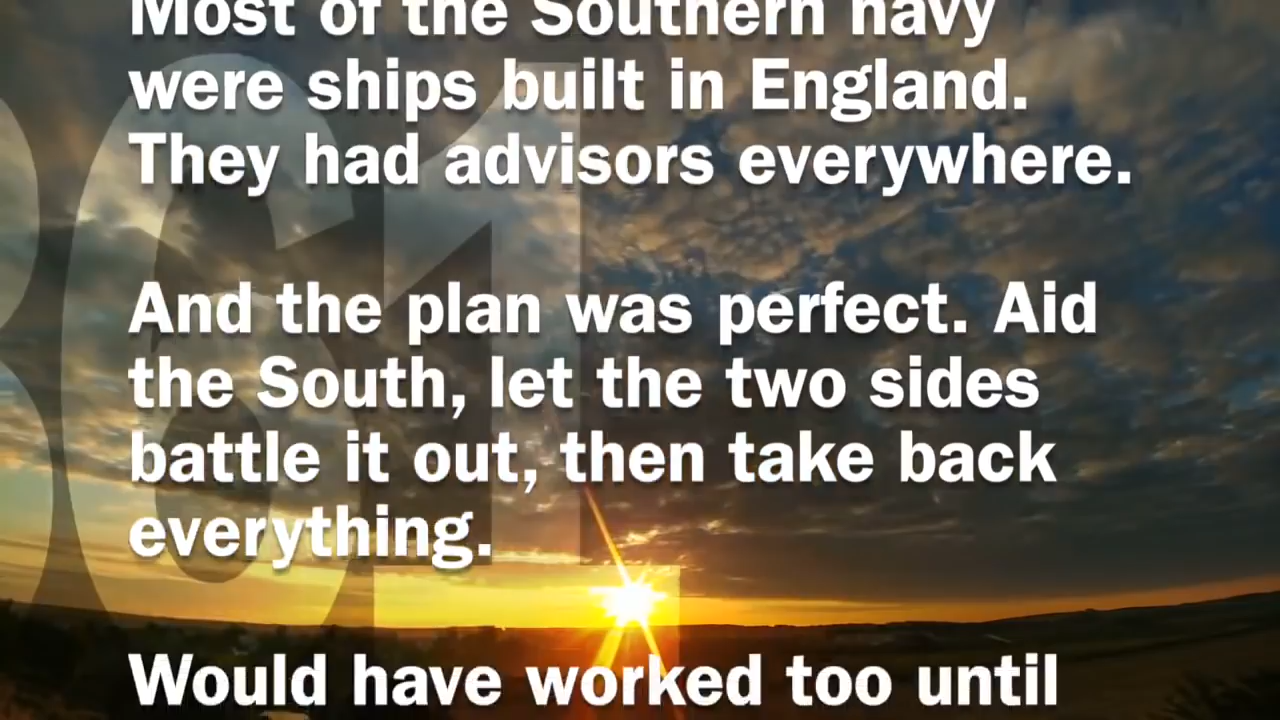 Most of the Southern navy
were ships built in England.
They had advisors everywhere.
And the plan was perfect. Aid
the South, let the two sides
battle it out, then take back
everything.
Would have worked too until